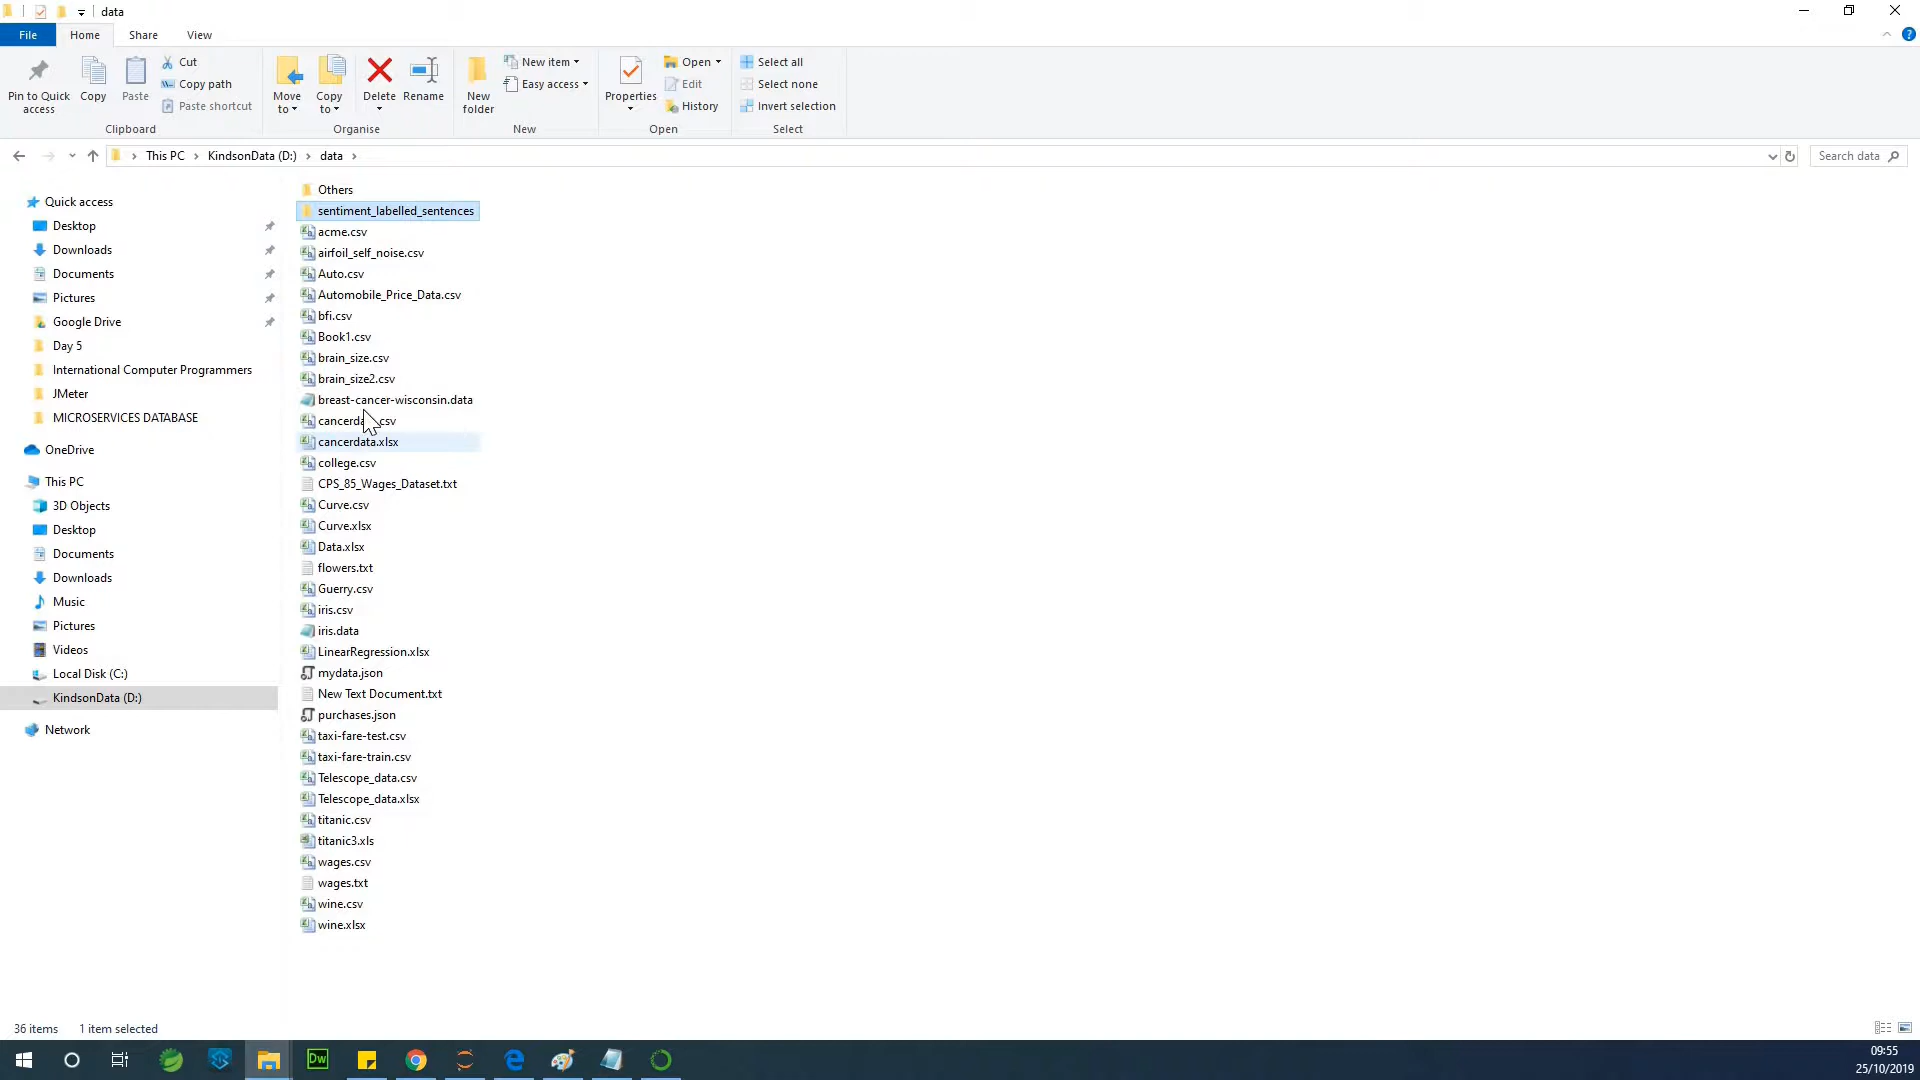 data
File Home Share View
Pin to Quick access
Copy
Paste
Cut
Copy path
Paste shortcut
Clipboard
Move to
Copy to
Delete
Rename
Organise
New folder
New item
Easy access
New
Properties
Open
Edit
History
Open
Select all
Select none
Invert selection
Select
This PC KindsonData (D:) data
Search data
Quick access
Desktop
Downloads
Documents
Pictures
Google Drive
Day 5
International Computer Programmers
JMeter
MICROSERVICES DATABASE
OneDrive
This PC
3D Objects
Desktop
Documents
Downloads
Music
Pictures
Videos
Local Disk (C:)
KindsonData (D:)
Network
Others
sentiment_labelled_sentences
acme.csv
airfoil_self_noise.csv
Auto.csv
Automobile_Price_Data.csv
bfi.csv
Book1.csv
brain_size.csv
brain_size2.csv
breast-cancer-wisconsin.data
cancerdata.csv
cancerdata.xlsx
college.csv
CPS_85_Wages_Dataset.txt
Curve.csv
Curve.xlsx
Data.xlsx
flowers.txt
Guerry.csv
iris.csv
iris.data
LinearRegression.xlsx
mydata.json
New Text Document.txt
purchases.json
taxi-fare-test.csv
taxi-fare-train.csv
Telescope_data.csv
Telescope_data.xlsx
titanic.csv
titanic3.xls
wages.csv
wages.txt
wine.csv
wine.xlsx
36 items 1 item selected
Dw
09:55
25/10/2019